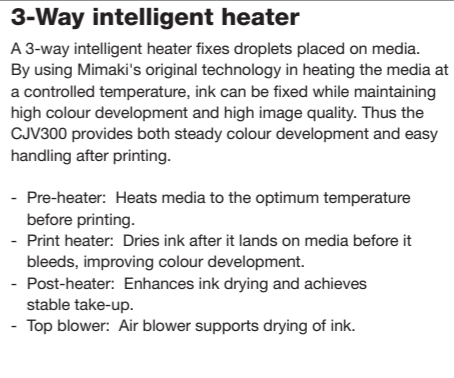 3-Way intelligent heater
A 3-way intelligent heater fixes droplets placed on media.
By using Mimaki's original technology in heating the media at
a controlled temperature, ink can be fixed while maintaining
high colour development and high image quality. Thus the
CJV300 provides both steady colour development and easy
handling after printing.
- Pre-heater: Heats media to the optimum temperature
before printing.
- Print heater: Dries ink after it lands on media before it
bleeds, improving colour development.
- Post-heater: Enhances ink drying and achieves
stable take-up.
- Top blower: Air blower supports drying of ink.